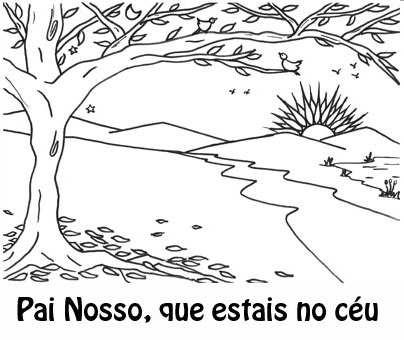 Pai Nosso, que estais no céu